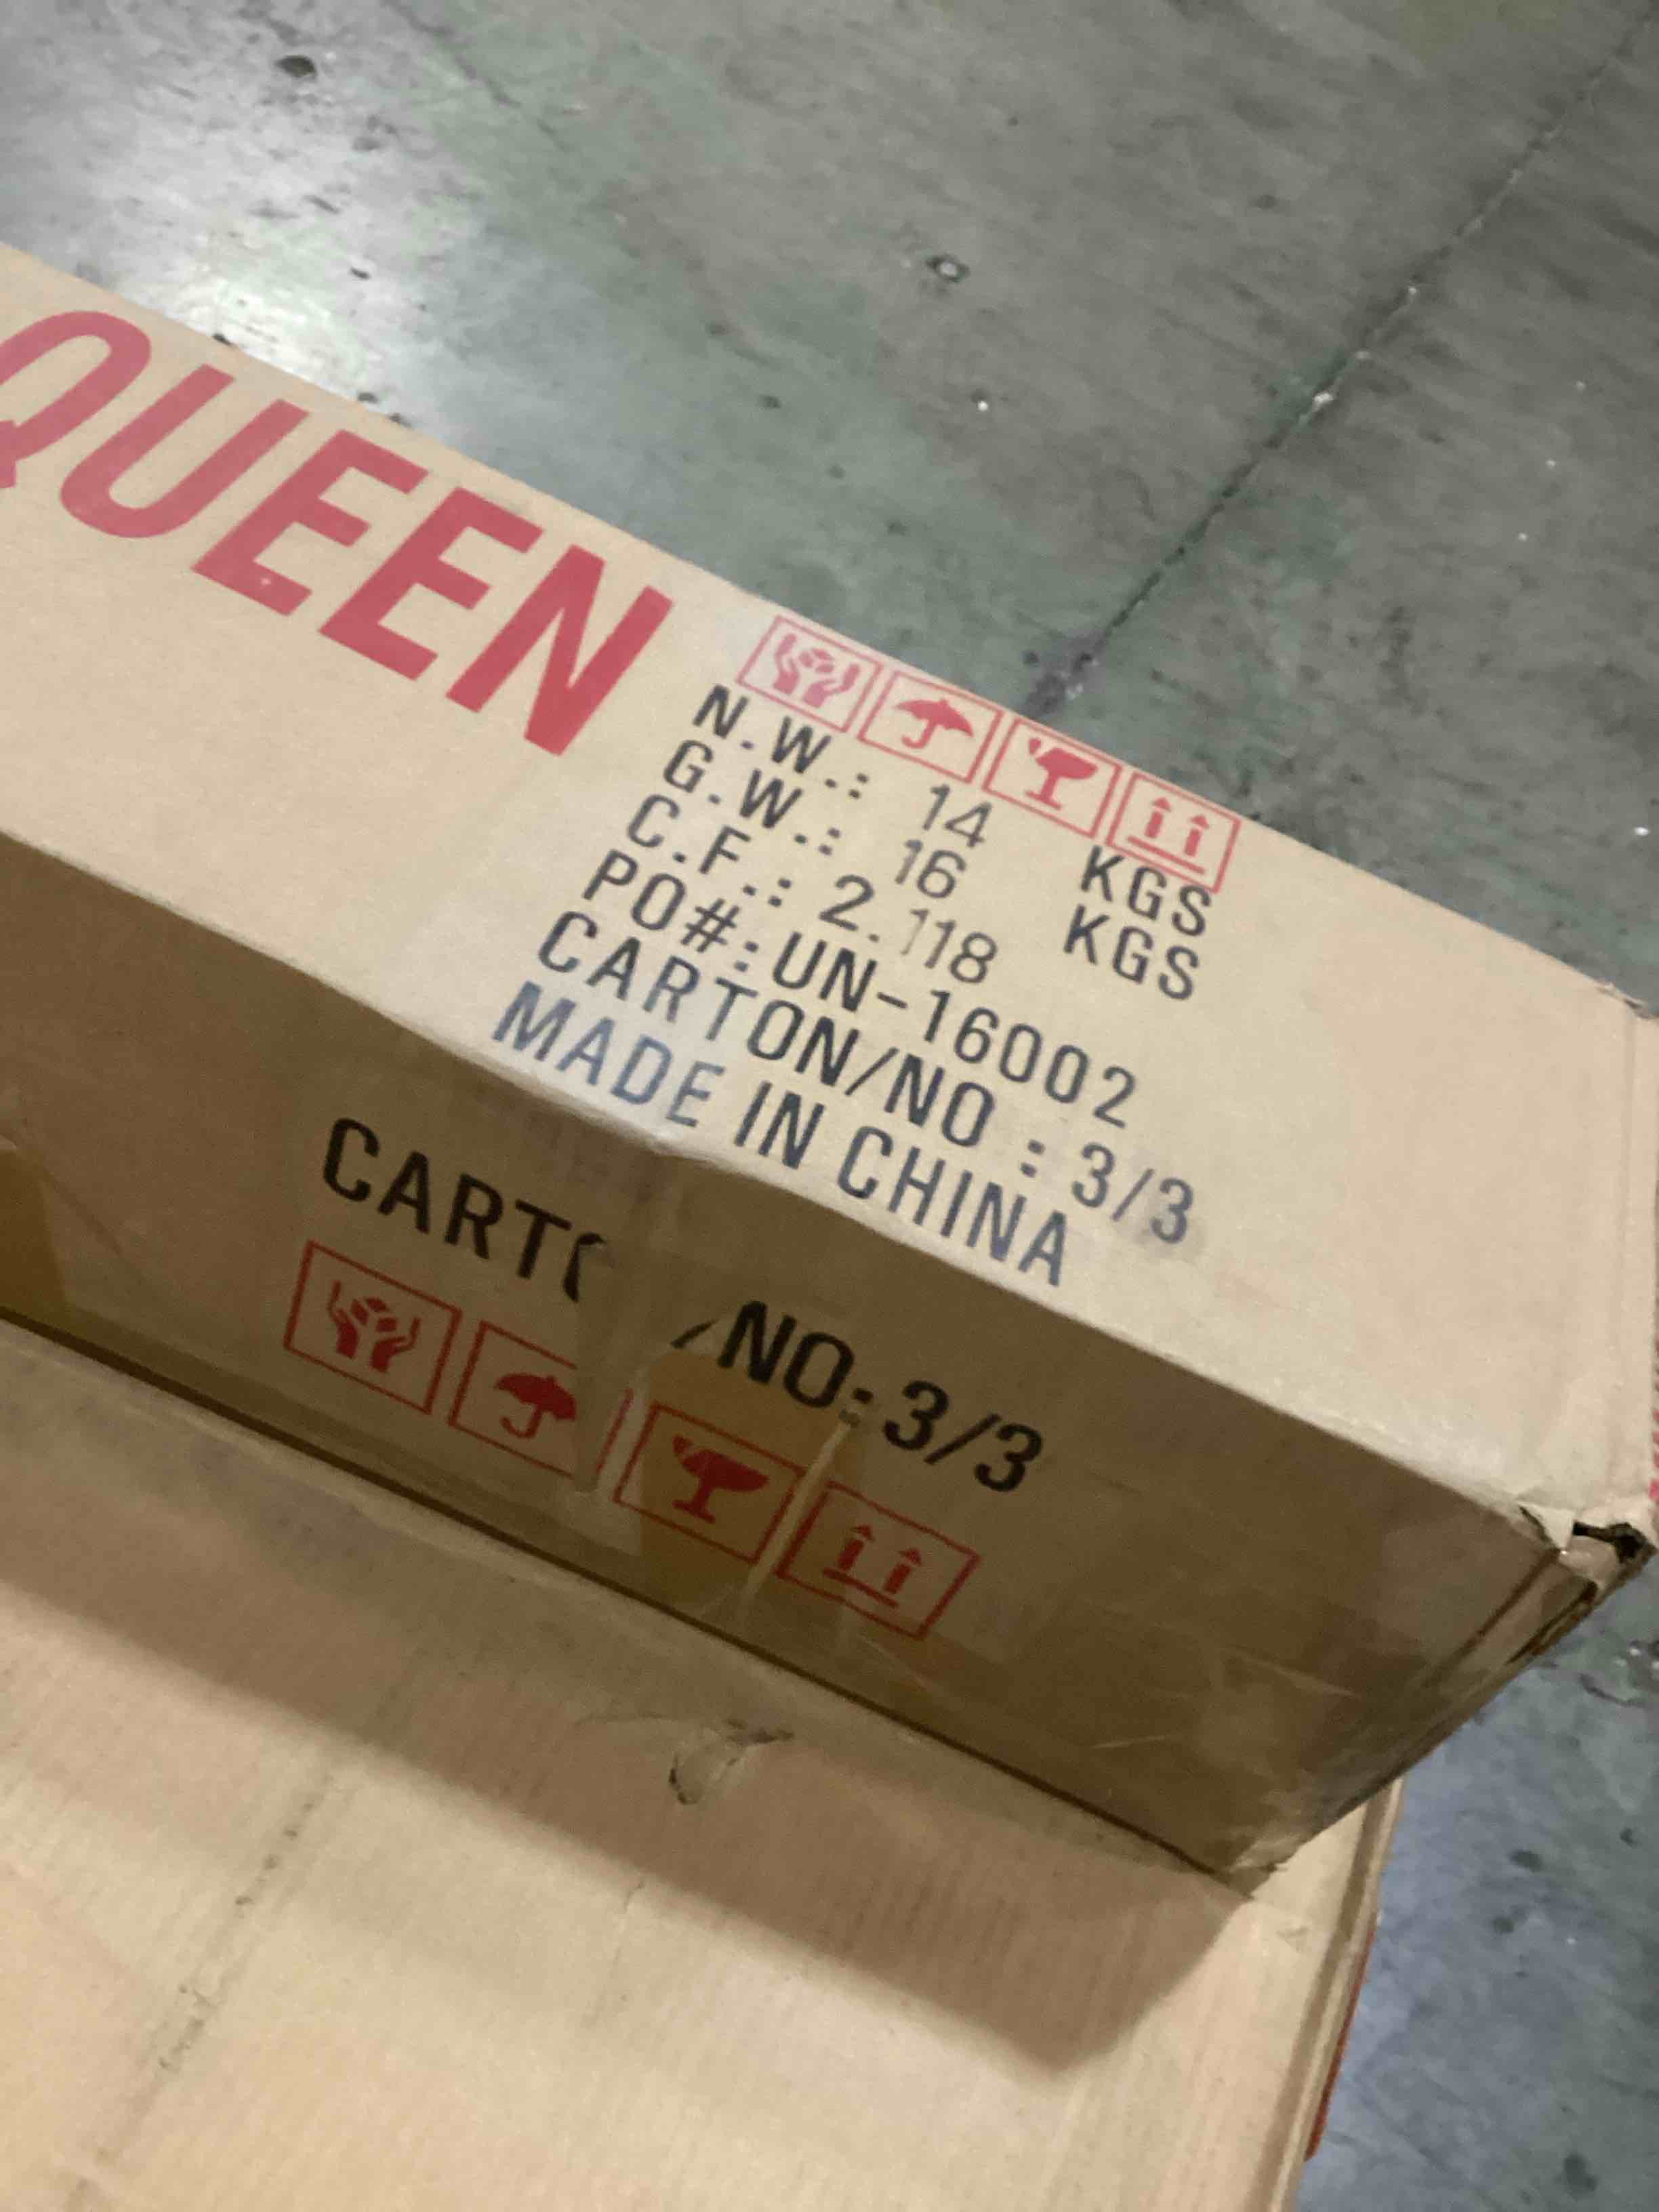 QUEEN
N.W.: 14 KGS
G.W.: 16 KGS
C.F.: 2.118
PO#:UN-16002
CARTON/NO : 3/3
MADE IN CHINA
CARTO /NO:3/3